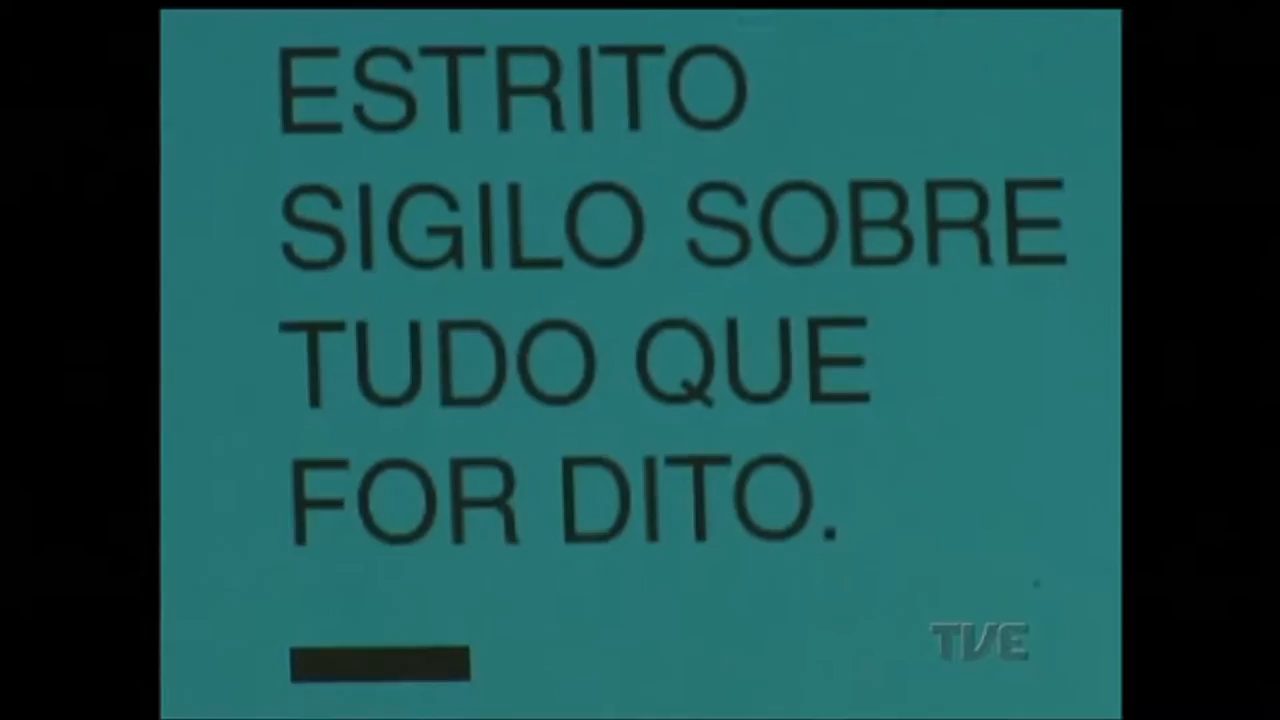 ESTRITO
SIGILO SOBRE
TUDO QUE
FOR DITO.
TVE